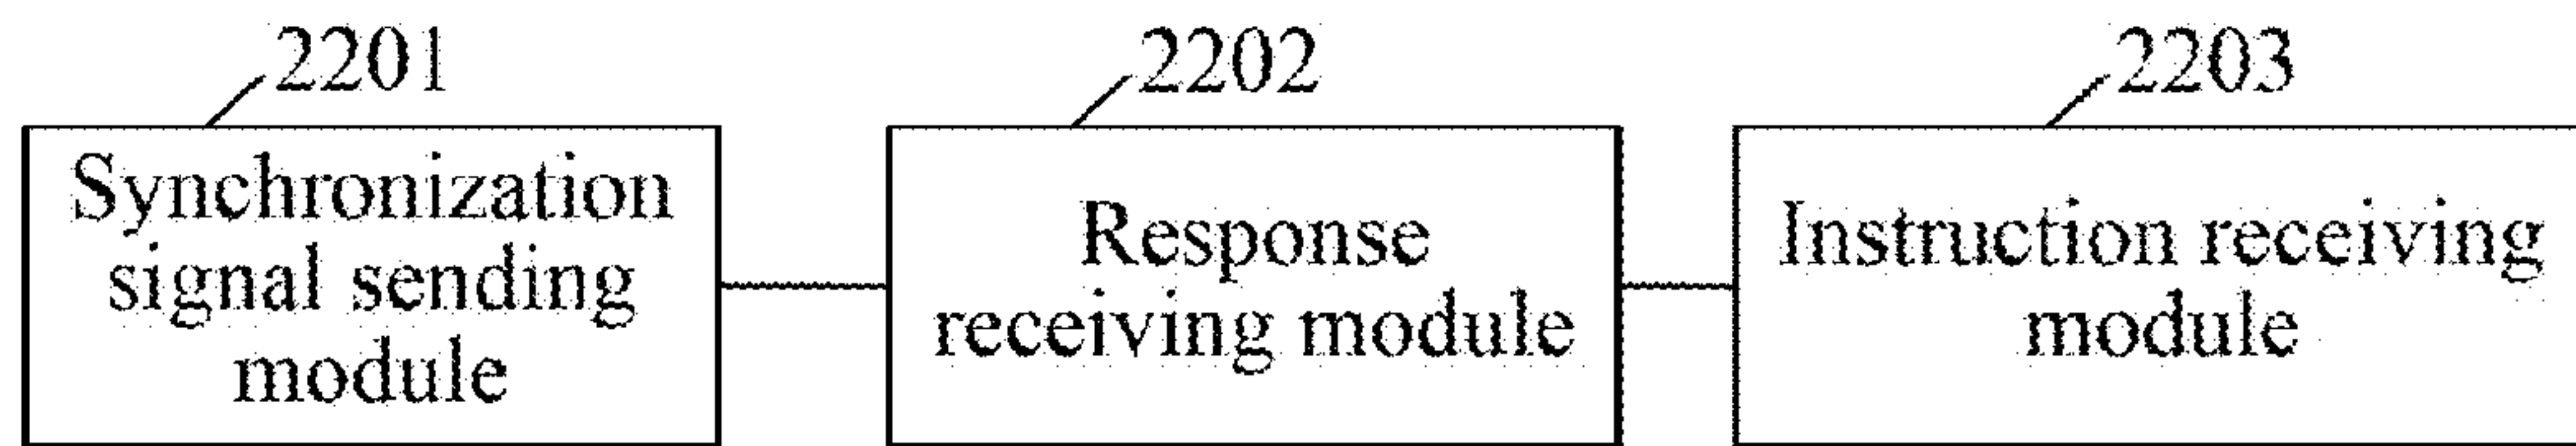 2201
2202
2203
Synchronization
signal sending
module
Response
receiving module
Instruction receiving
module